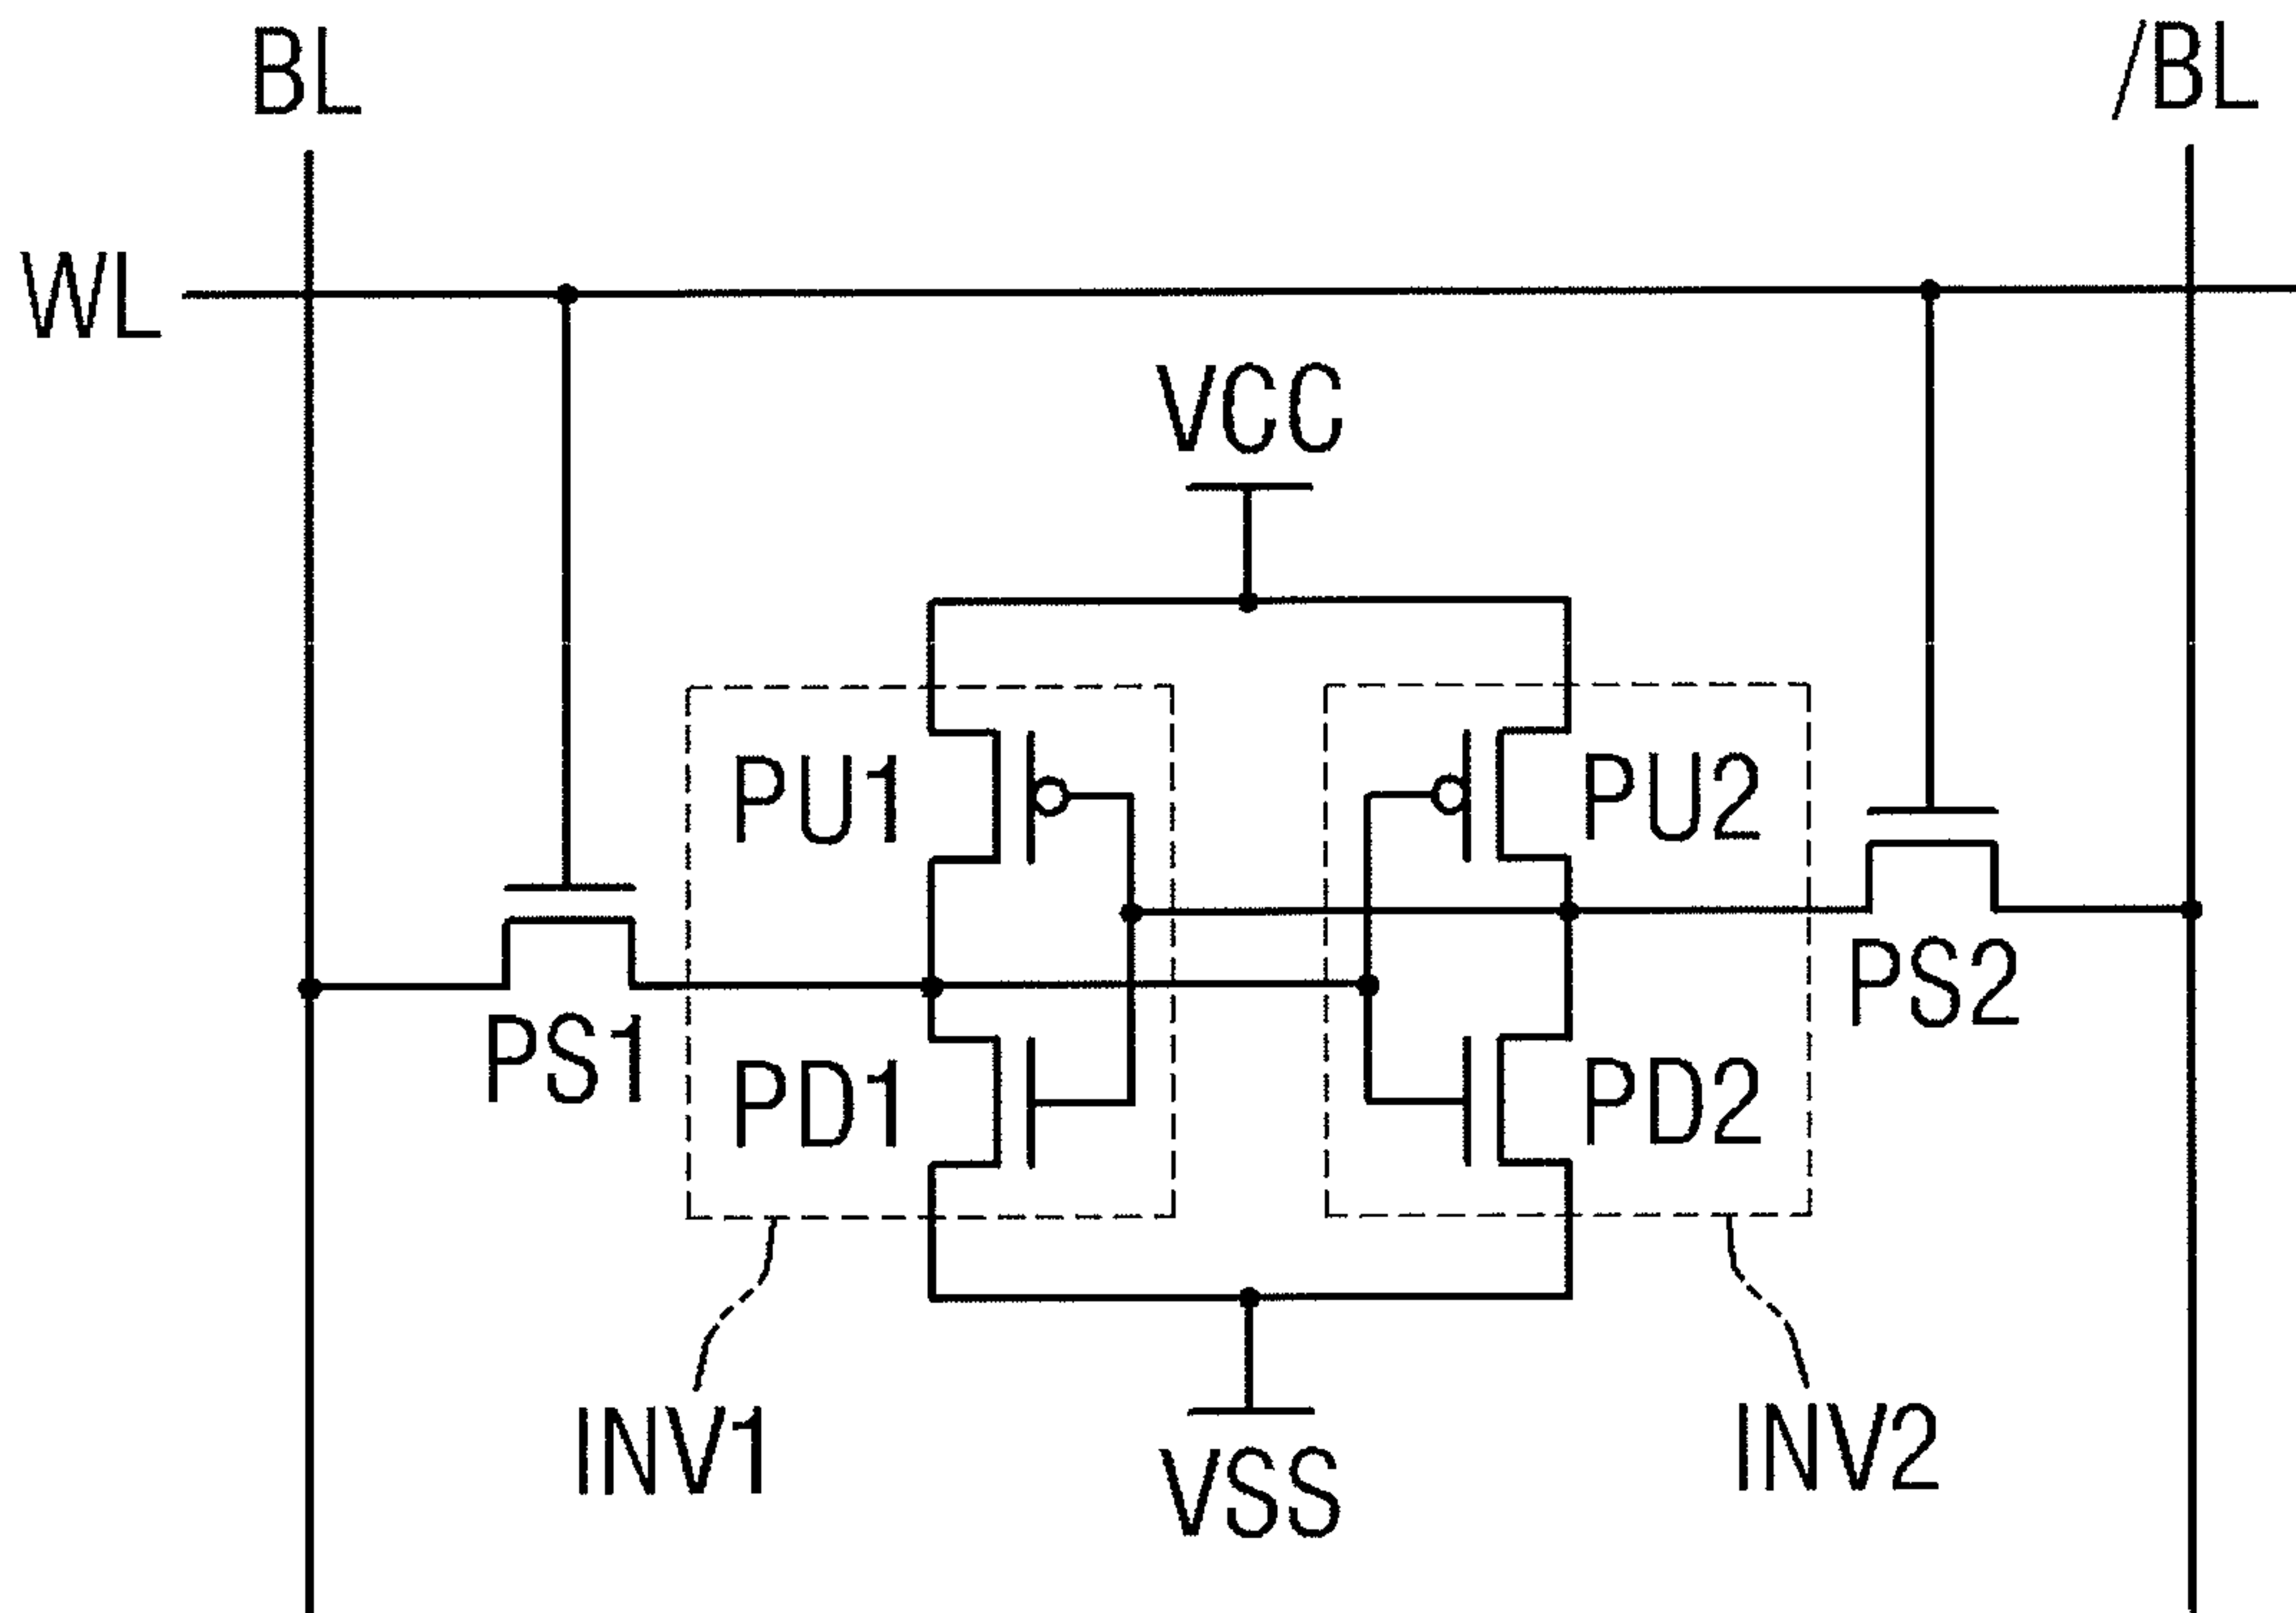 BL
/BL
WL
VCC
PU1
PU2
PS1
PS2
PD1
PD2
INV1
INV2
VSS